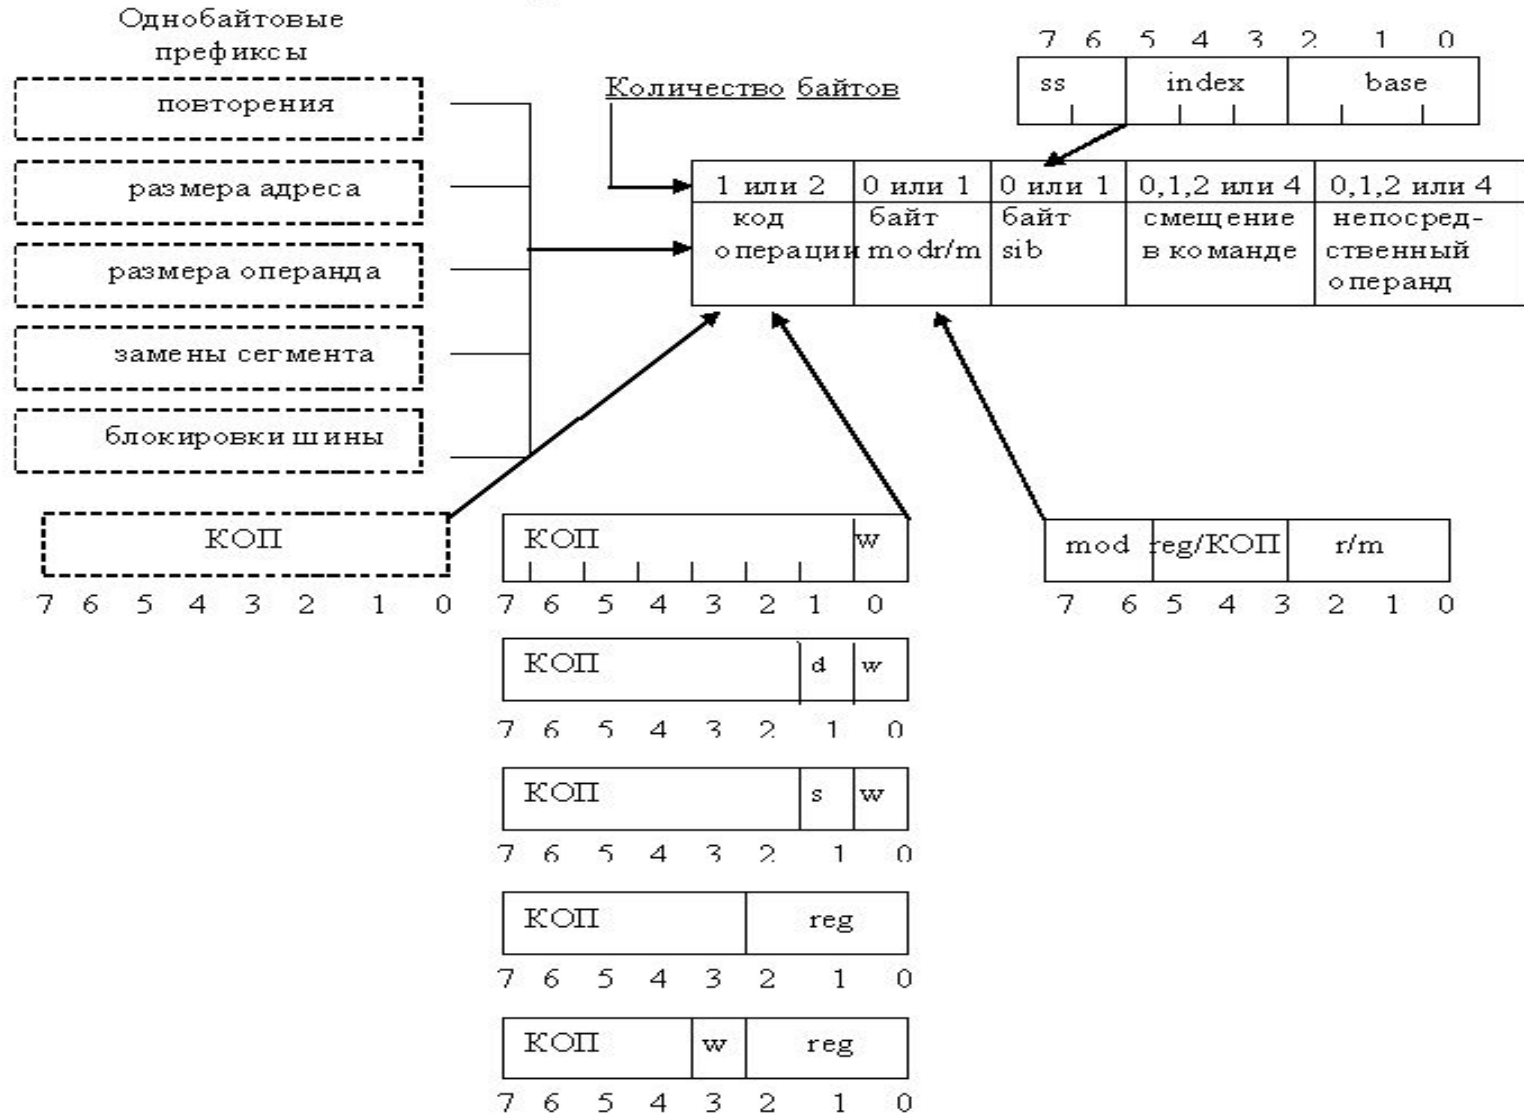 Однобайтовые
префиксы
повторения
размера адреса
размера операнда
замены сегмента
блокировки шины
Количество байтов
7 6 5 4 3 2 1 0
ss index base
1 или 2 0 или 1 0 или 1 0,1,2 или 4 0,1,2 или 4
код байт байт смещение непосред-
операции modr/m sib в команде ственный
операнд
КОП
7 6 5 4 3 2 1 0
КОП w
7 6 5 4 3 2 1 0
mod reg/КОП r/m
7 6 5 4 3 2 1 0
КОП d w
7 6 5 4 3 2 1 0
КОП s w
7 6 5 4 3 2 1 0
КОП reg
7 6 5 4 3 2 1 0
КОП w reg
7 6 5 4 3 2 1 0